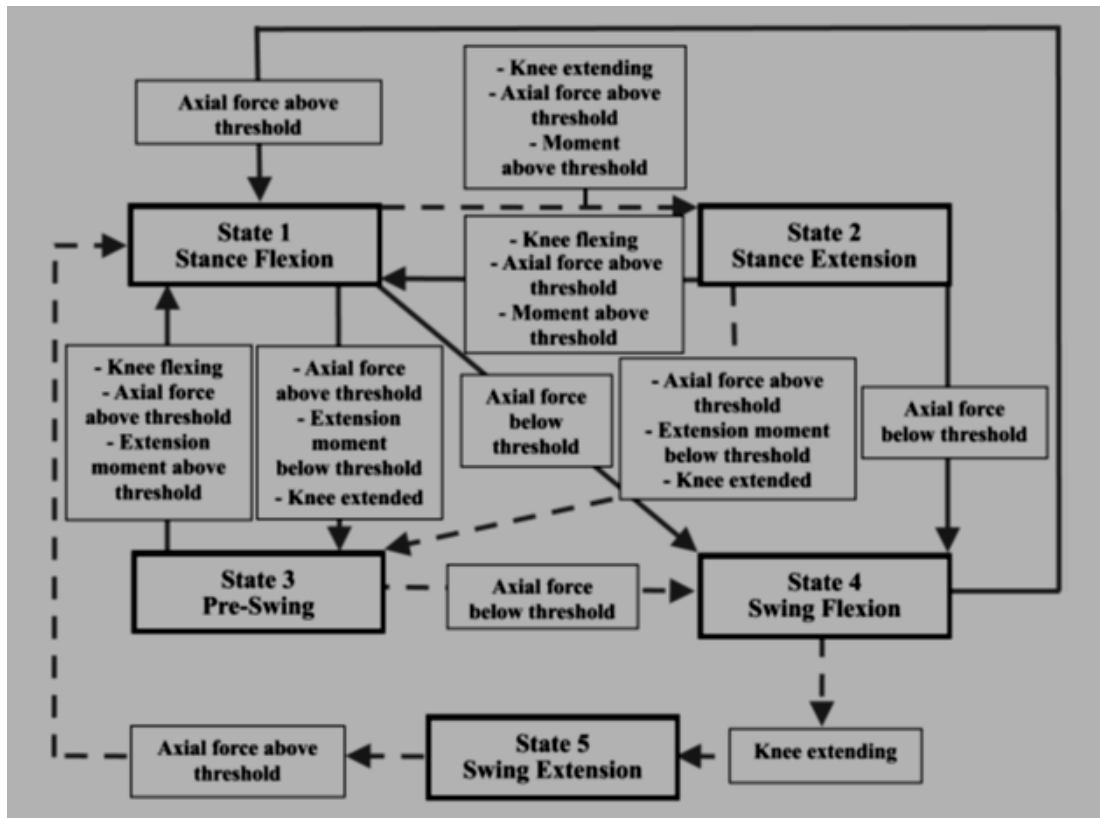 Axial force above
threshold
- Knee extending
- Axial force above
threshold
- Moment
above threshold
State 1
Stance Flexion
- Knee flexing
- Axial force above
threshold
- Moment above
threshold
State 2
Stance Extension
- Knee flexing
- Axial force
above threshold
- Extension
moment above
threshold
- Axial force
above threshold
- Extension
moment
below threshold
- Knee extended
Axial force
below
threshold
- Axial force above
threshold
- Extension moment
below threshold
- Knee extended
Axial force
below threshold
State 3
Pre-Swing
Axial force
below threshold
State 4
Swing Flexion
Axial force above
threshold
State 5
Swing Extension
Knee extending